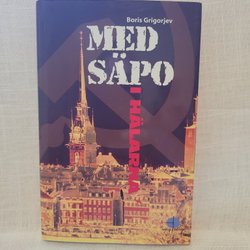 Boris Grigorjev
MED
SÄPO
I HÄLARNA